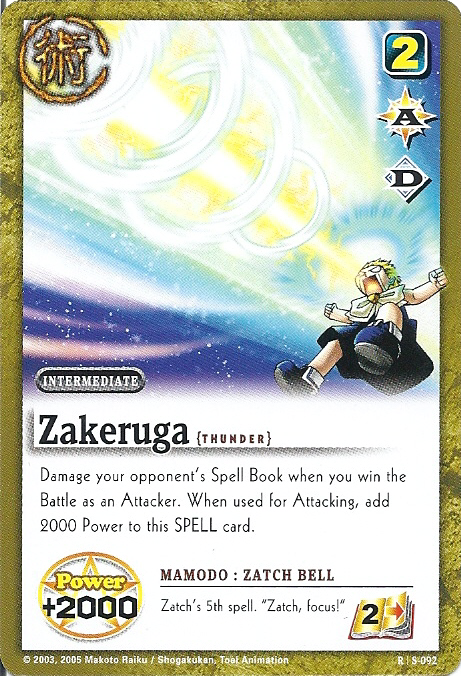 術
2
A
D
INTERMEDIATE
Zakeruga {THUNDER}
Damage your opponent's Spell Book when you win the
Battle as an Attacker. When used for Attacking, add
2000 Power to this SPELL card.
Power
+2000
MAMODO : ZATCH BELL
Zatch's 5th spell. "Zatch, focus!"
2
© 2003, 2005 Makoto Raiku / Shogakukan, Toei Animation
R | S-092